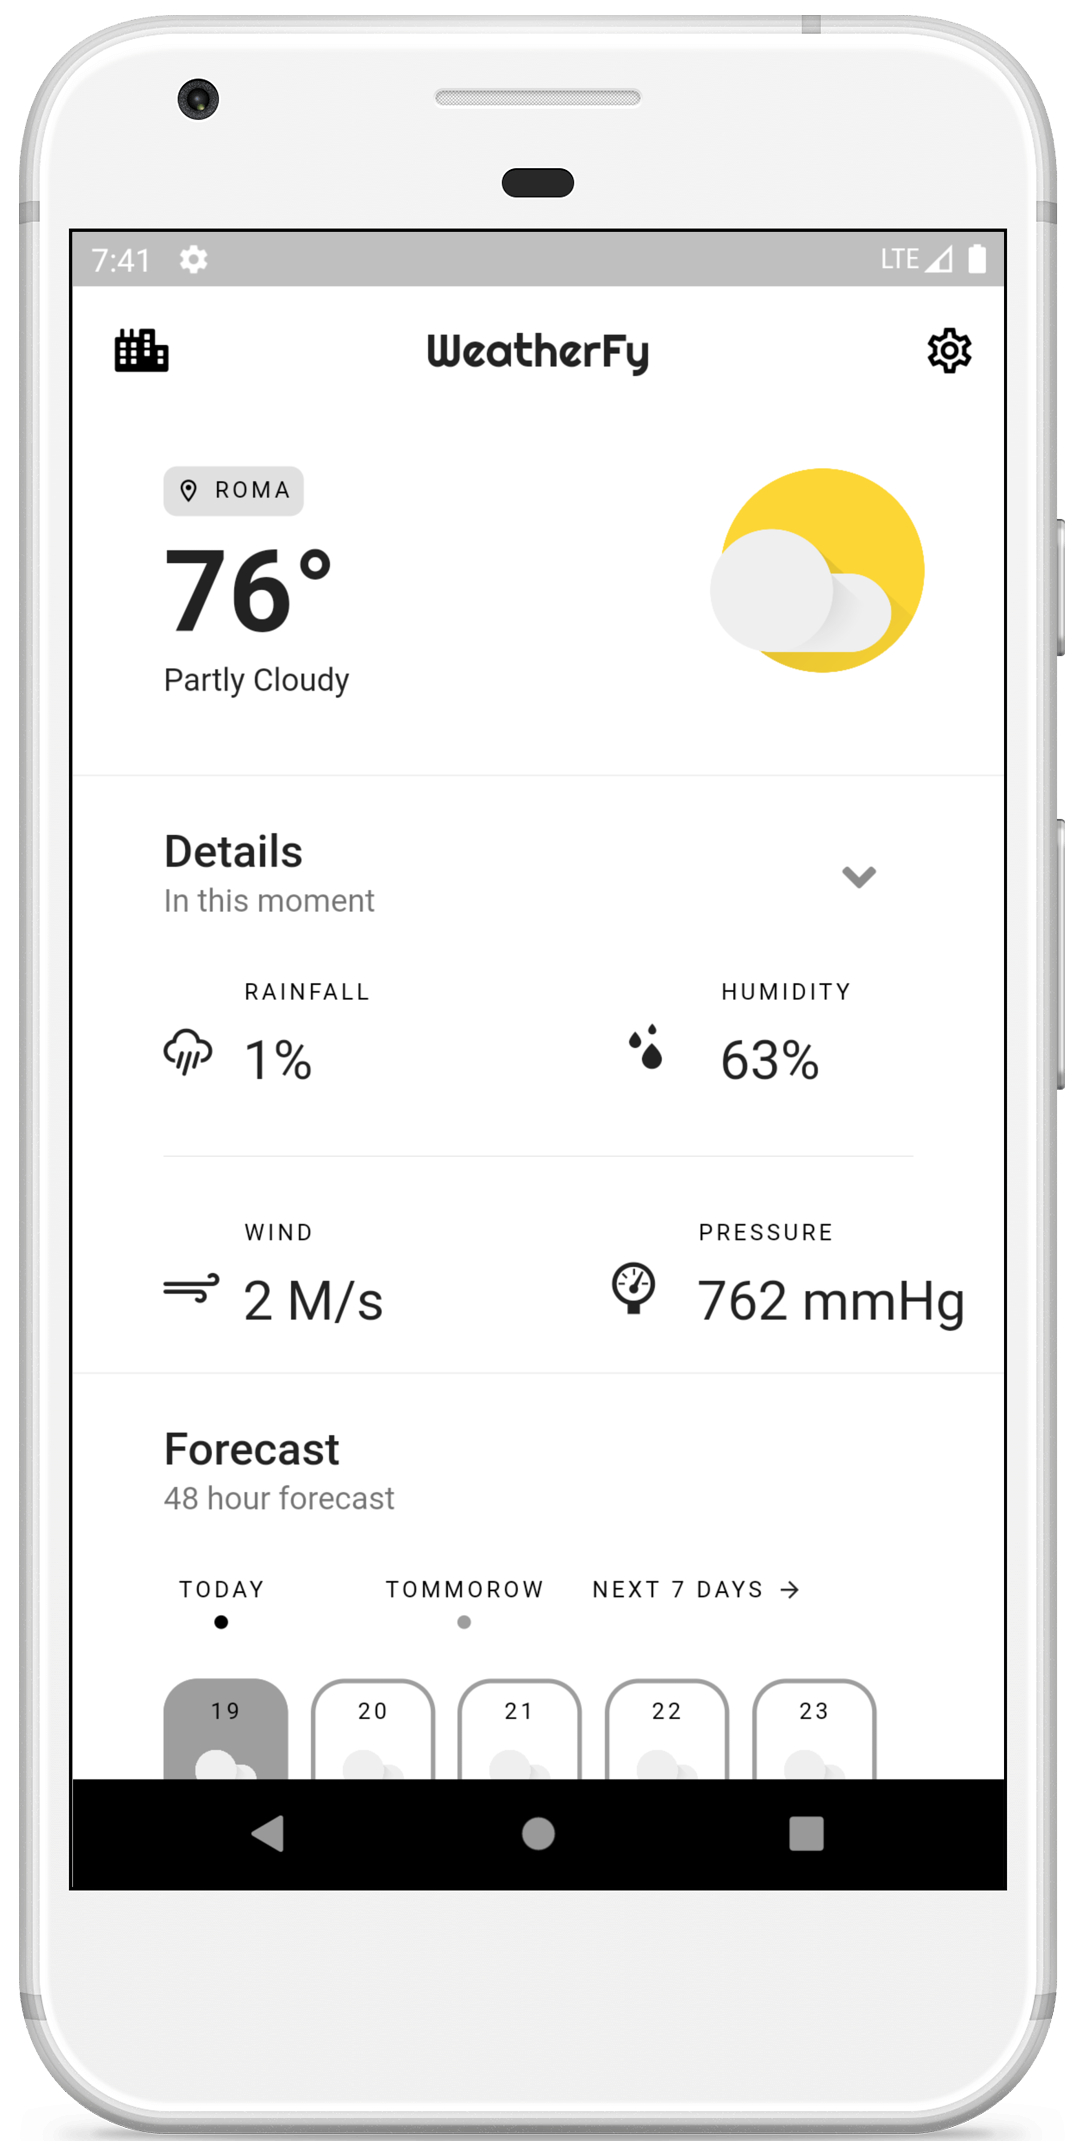 7:41 LTE
WeatherFy
ROMA
76°
Partly Cloudy
Details
In this moment
RAINFALL HUMIDITY
1% 63%
WIND PRESSURE
2 M/s 762 mmHg
Forecast
48 hour forecast
TODAY TOMMOROW NEXT 7 DAYS →
19 20 21 22 23